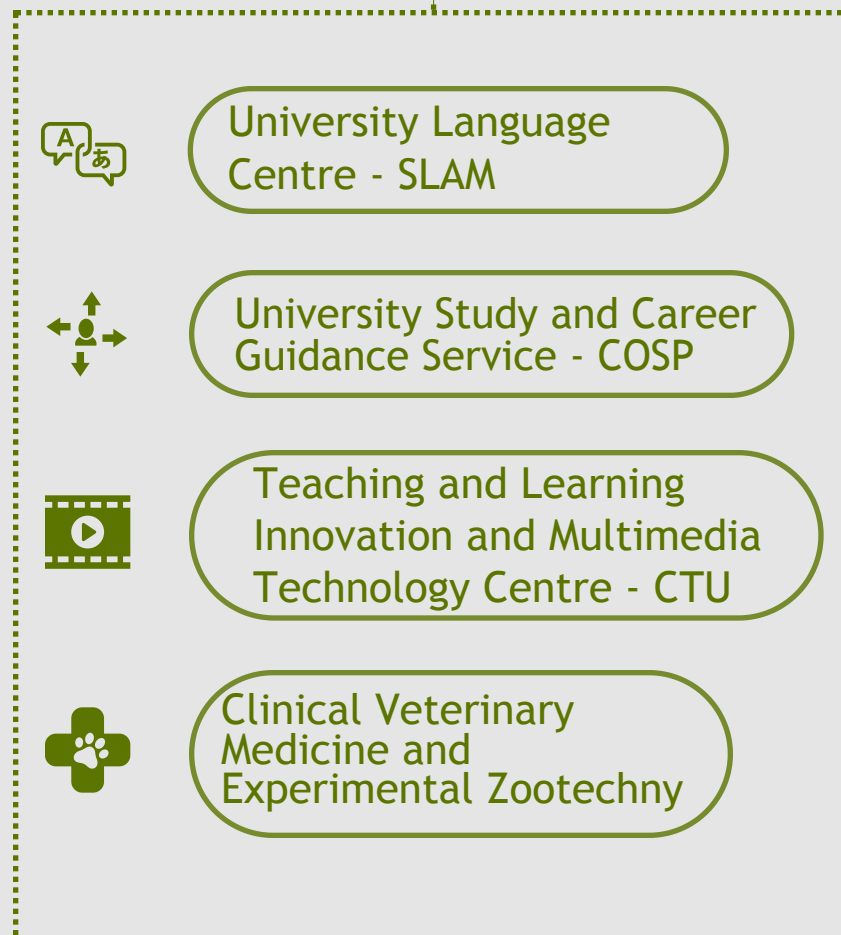 A
あ
University Language
Centre - SLAM
University Study and Career
Guidance Service - COSP
Teaching and Learning
Innovation and Multimedia
Technology Centre - CTU
Clinical Veterinary
Medicine and
Experimental Zootechny